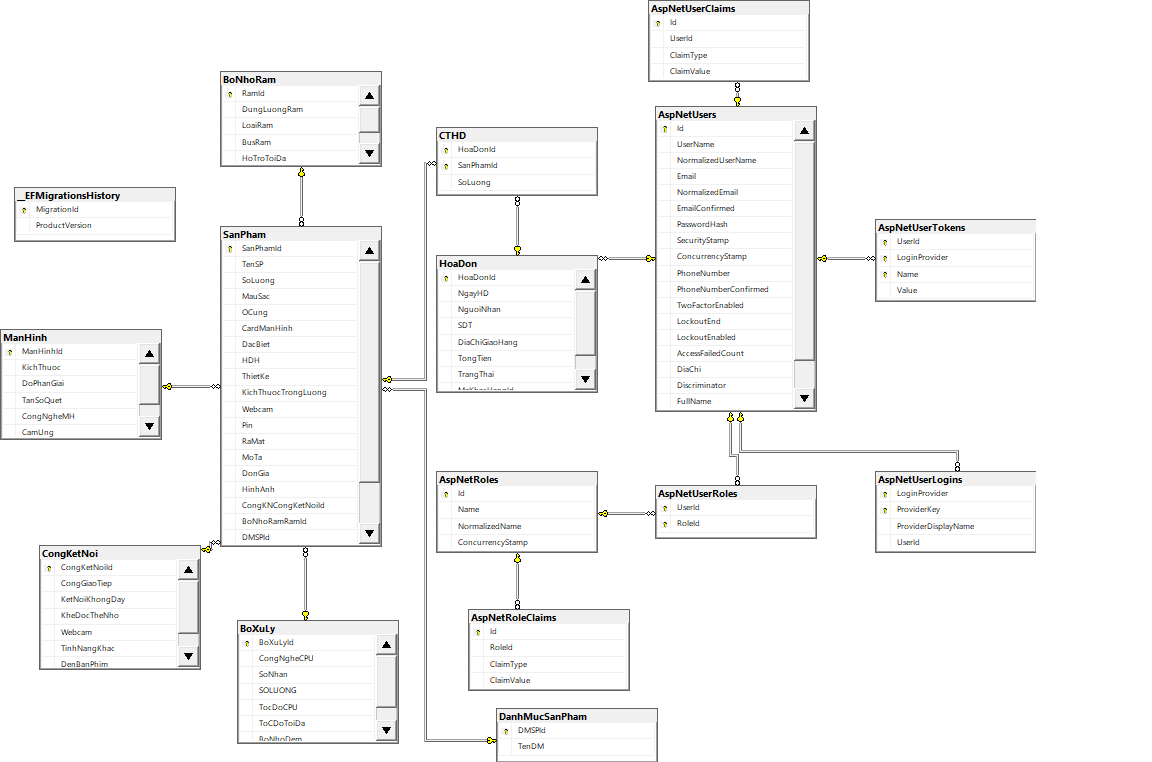 AspNetUserClaims
Id
UserId
ClaimType
ClaimValue
BoNhoRam
RamId
DungLuongRam
LoaiRam
BusRam
HoTroToiDa
AspNetUsers
Id
UserName
NormalizedUserName
Email
NormalizedEmail
EmailConfirmed
PasswordHash
SecurityStamp
ConcurrencyStamp
PhoneNumber
PhoneNumberConfirmed
TwoFactorEnabled
LockoutEnd
LockoutEnabled
AccessFailedCount
DiaChi
Discriminator
FullName
CTHD
HoaDonId
SanPhamId
SoLuong
__EFMigrationsHistory
MigrationId
ProductVersion
AspNetUserTokens
UserId
LoginProvider
Name
Value
SanPham
SanPhamId
TenSP
SoLuong
MauSac
OCung
CardManHinh
DacBiet
HDH
ThietKe
KichThuocTrongLuong
Webcam
Pin
RaMat
MoTa
DonGia
HinhAnh
CongKNCongKetNoiId
BoNhoRamRamId
DMSPId
HoaDon
HoaDonId
NgayHD
NguoiNhan
SDT
DiaChiGiaoHang
TongTien
TrangThai
ManHinh
ManHinhId
KichThuoc
DoPhanGiai
TanSoQuet
CongNgheMH
CamUng
AspNetRoles
Id
Name
NormalizedName
ConcurrencyStamp
AspNetUserRoles
UserId
RoleId
AspNetUserLogins
LoginProvider
ProviderKey
ProviderDisplayName
UserId
CongKetNoi
CongKetNoiId
CongGiaoTiep
KetNoiKhongDay
KheDocTheNho
Webcam
TinhNangKhac
DenBanPhim
AspNetRoleClaims
Id
RoleId
ClaimType
ClaimValue
BoXuLy
BoXuLyId
CongNgheCPU
SoNhan
SOLUONG
TocDoCPU
ToCDoToiDa
BoNhoDem
DanhMucSanPham
DMSPId
TenDM